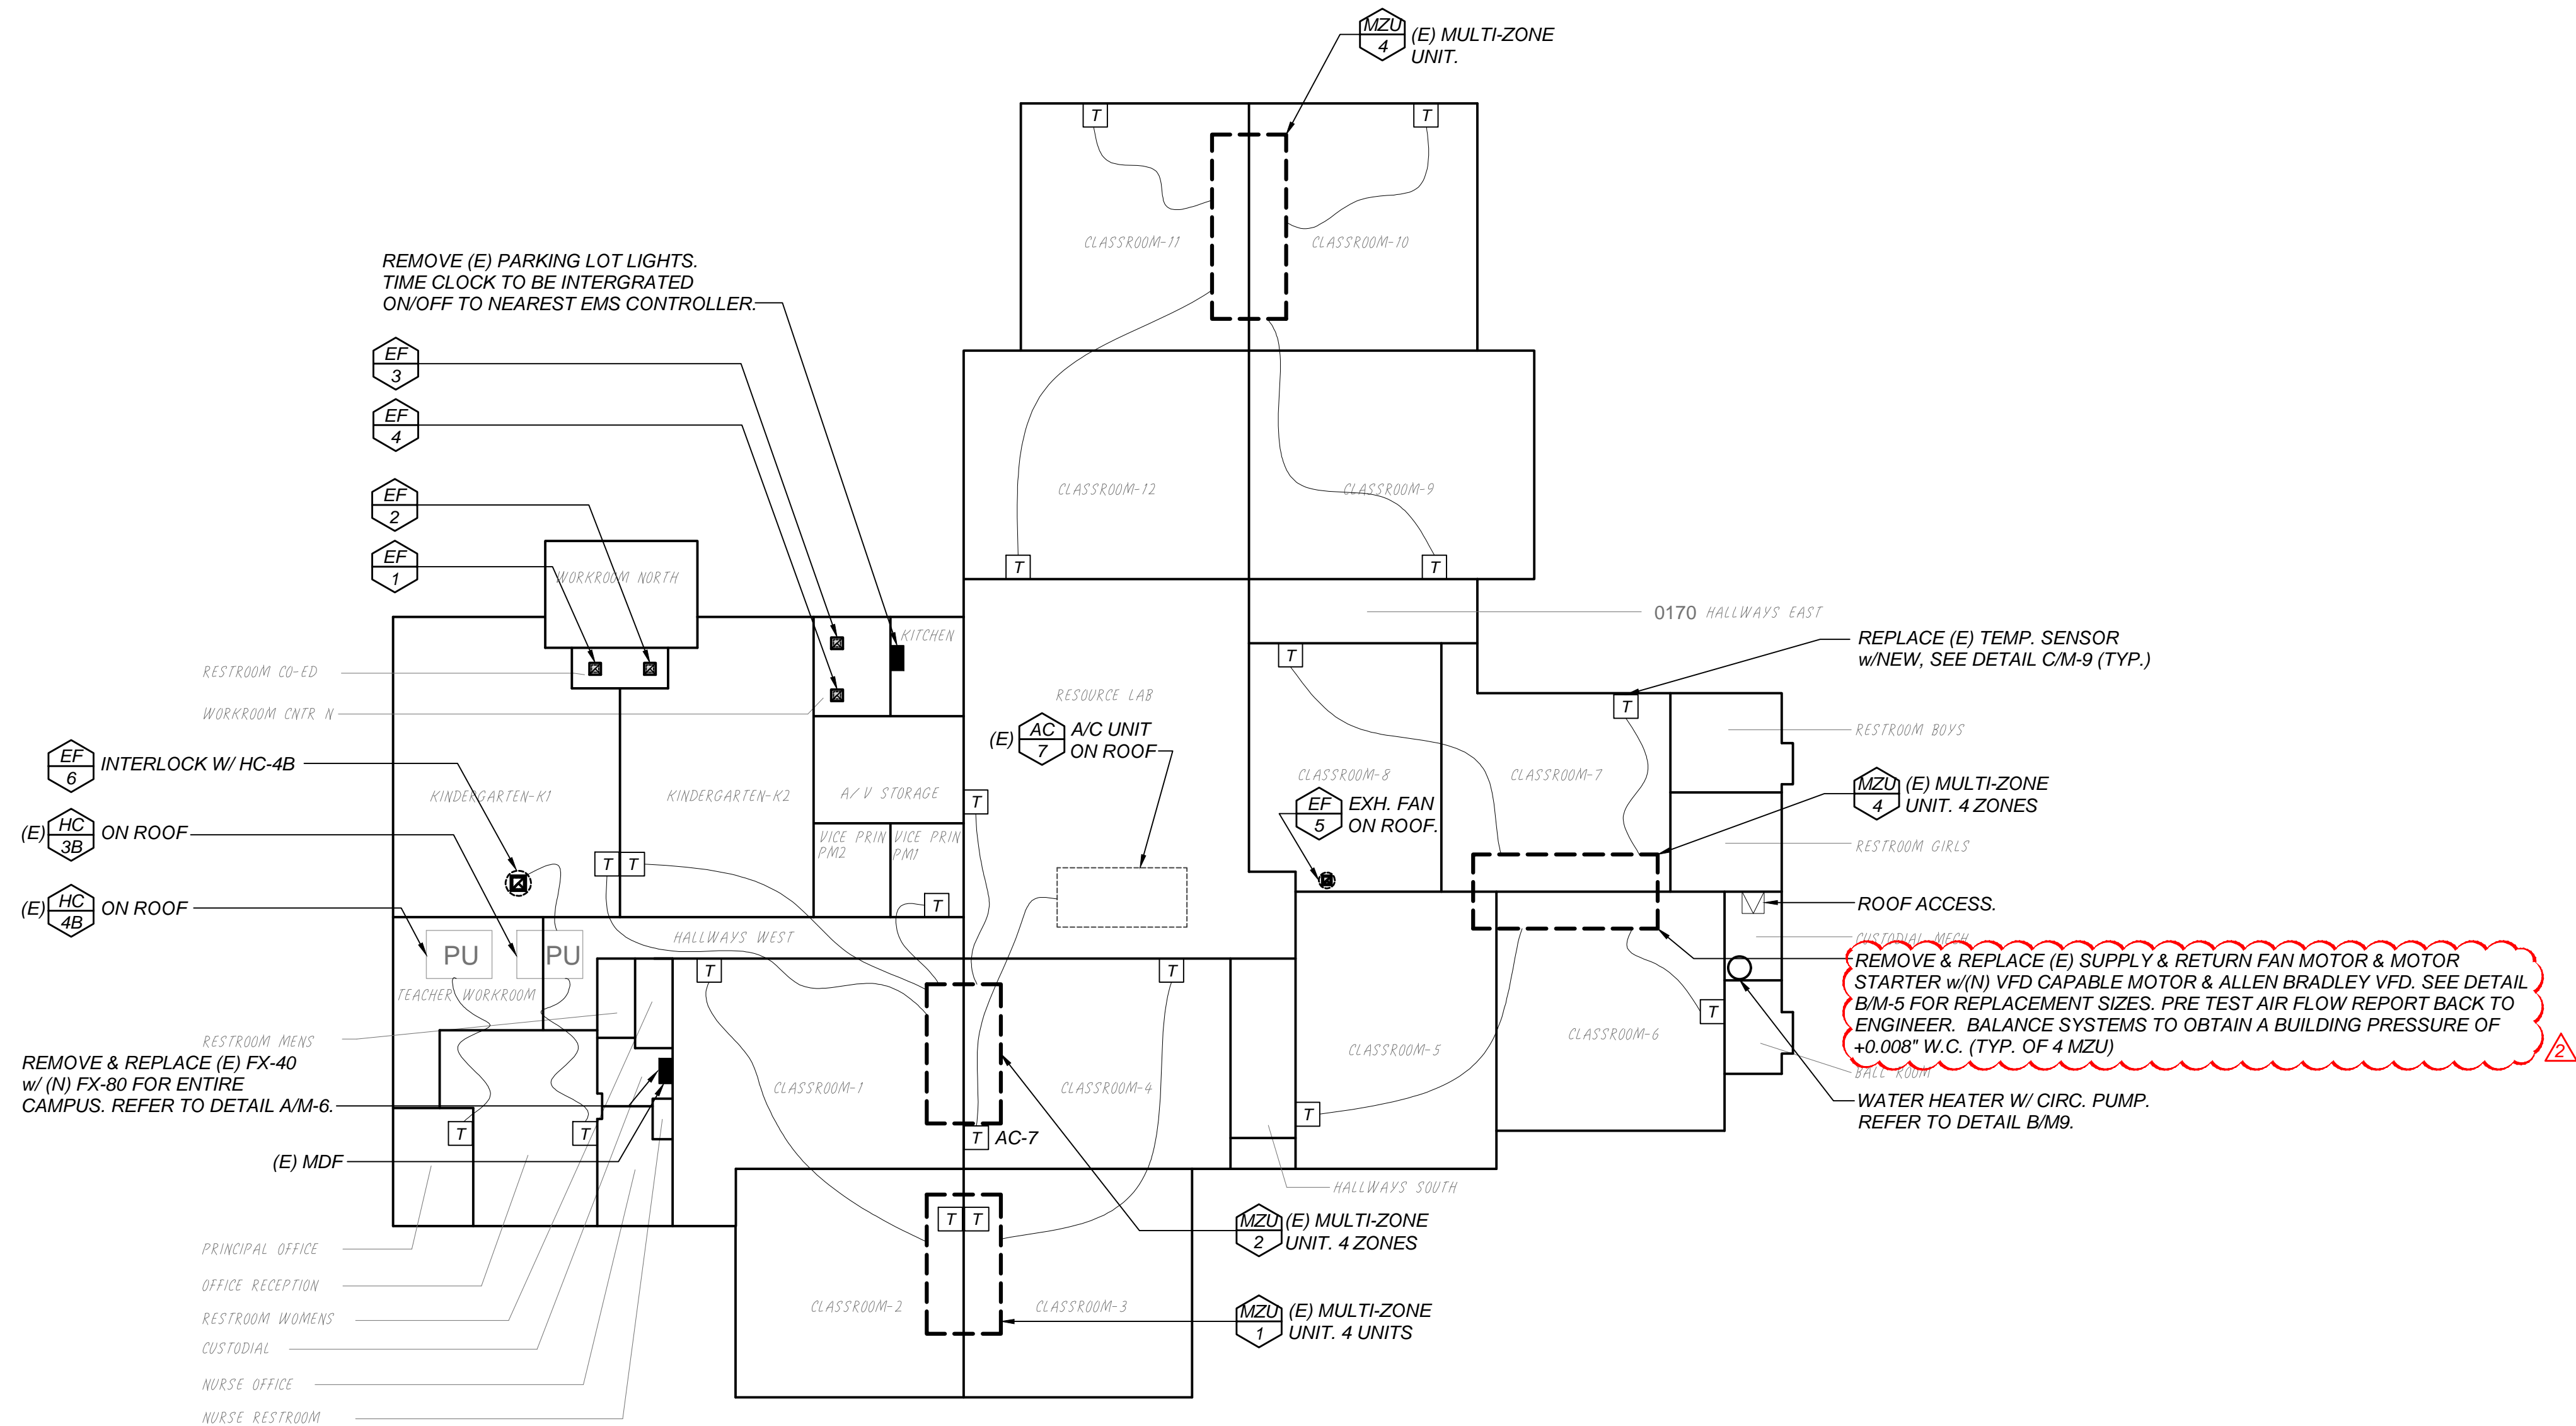 MZU
4
(E) MULTI-ZONE
UNIT.
T
T
CLASSROOM-11
CLASSROOM-10
REMOVE (E) PARKING LOT LIGHTS.
TIME CLOCK TO BE INTERGRATED
ON/OFF TO NEAREST EMS CONTROLLER.
EF
3
EF
4
EF
2
EF
1
CLASSROOM-12
CLASSROOM-9
T
T
WORKROOM NORTH
0170 HALLWAYS EAST
KITCHEN
REPLACE (E) TEMP. SENSOR
w/NEW, SEE DETAIL C/M-9 (TYP.)
RESTROOM CO-ED
WORKROOM CNTR N
RESOURCE LAB
T
T
(E)
AC
7
A/C UNIT
ON ROOF
RESTROOM BOYS
EF
6
INTERLOCK W/ HC-4B
KINDERGARTEN-K1
KINDERGARTEN-K2
A/V STORAGE
T
CLASSROOM-8
CLASSROOM-7
MZU
4
(E) MULTI-ZONE
UNIT. 4 ZONES
EF
5
EXH. FAN
ON ROOF.
(E)
HC
3B
ON ROOF
VICE PRIN
PM2
VICE PRIN
PM1
RESTROOM GIRLS
T
T
T
(E)
HC
4B
ON ROOF
ROOF ACCESS.
PU
PU
HALLWAYS WEST
CUSTODIAL MECH
TEACHER WORKROOM
T
T
REMOVE & REPLACE (E) SUPPLY & RETURN FAN MOTOR & MOTOR
STARTER w/(N) VFD CAPABLE MOTOR & ALLEN BRADLEY VFD. SEE DETAIL
B/M-5 FOR REPLACEMENT SIZES. PRE TEST AIR FLOW REPORT BACK TO
ENGINEER. BALANCE SYSTEMS TO OBTAIN A BUILDING PRESSURE OF
+0.008" W.C. (TYP. OF 4 MZU)
2
T
RESTROOM MENS
CLASSROOM-6
CLASSROOM-5
REMOVE & REPLACE (E) FX-40
w/ (N) FX-80 FOR ENTIRE
CAMPUS. REFER TO DETAIL A/M-6.
CLASSROOM-1
CLASSROOM-4
BALL ROOM
WATER HEATER W/ CIRC. PUMP.
REFER TO DETAIL B/M9.
T
T
T
T
AC-7
(E) MDF
HALLWAYS SOUTH
T
T
MZU
2
(E) MULTI-ZONE
UNIT. 4 ZONES
PRINCIPAL OFFICE
OFFICE RECEPTION
CLASSROOM-2
CLASSROOM-3
MZU
1
(E) MULTI-ZONE
UNIT. 4 UNITS
RESTROOM WOMENS
CUSTODIAL
NURSE OFFICE
NURSE RESTROOM